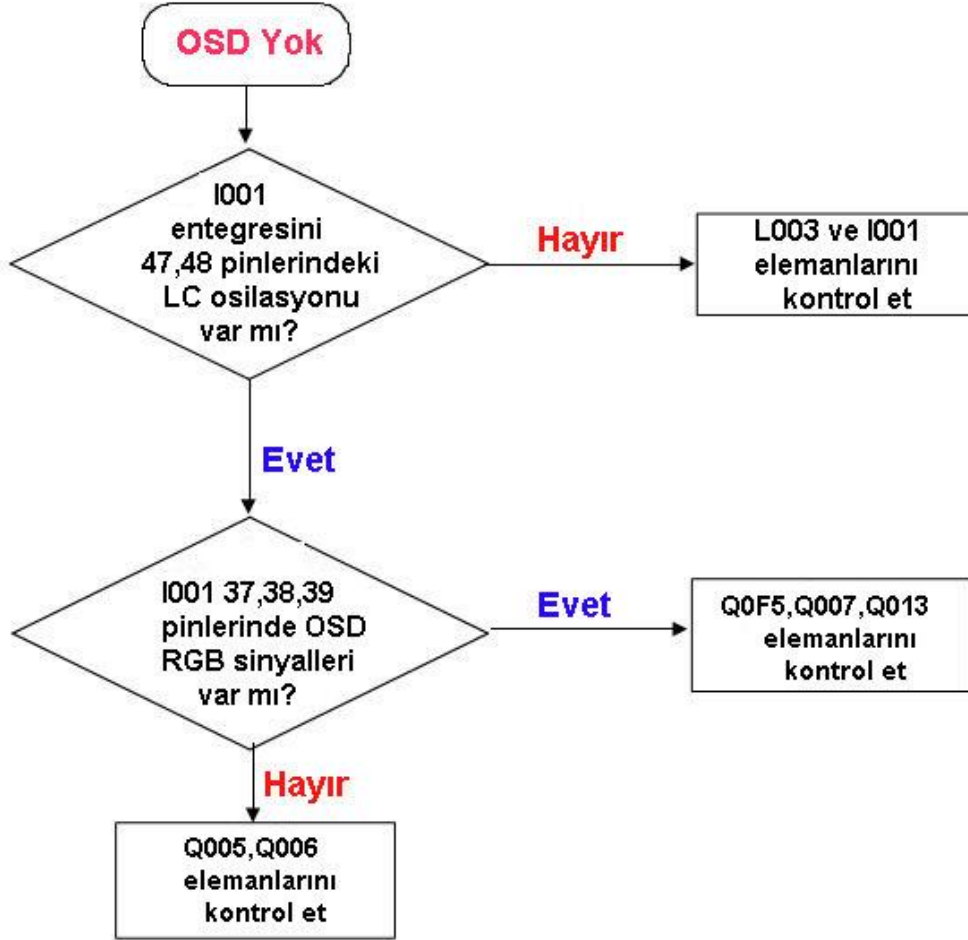 OSD Yok
I001
entegresini
47,48 pinlerindeki
LC osilasyonu
var mı?
Hayır
L003 ve I001
elemanlarını
kontrol et
Evet
I001 37,38,39
pinlerinde OSD
RGB sinyalleri
var mı?
Evet
Q0F5,Q007,Q013
elemanlarını
kontrol et
Hayır
Q005,Q006
elemanlarını
kontrol et